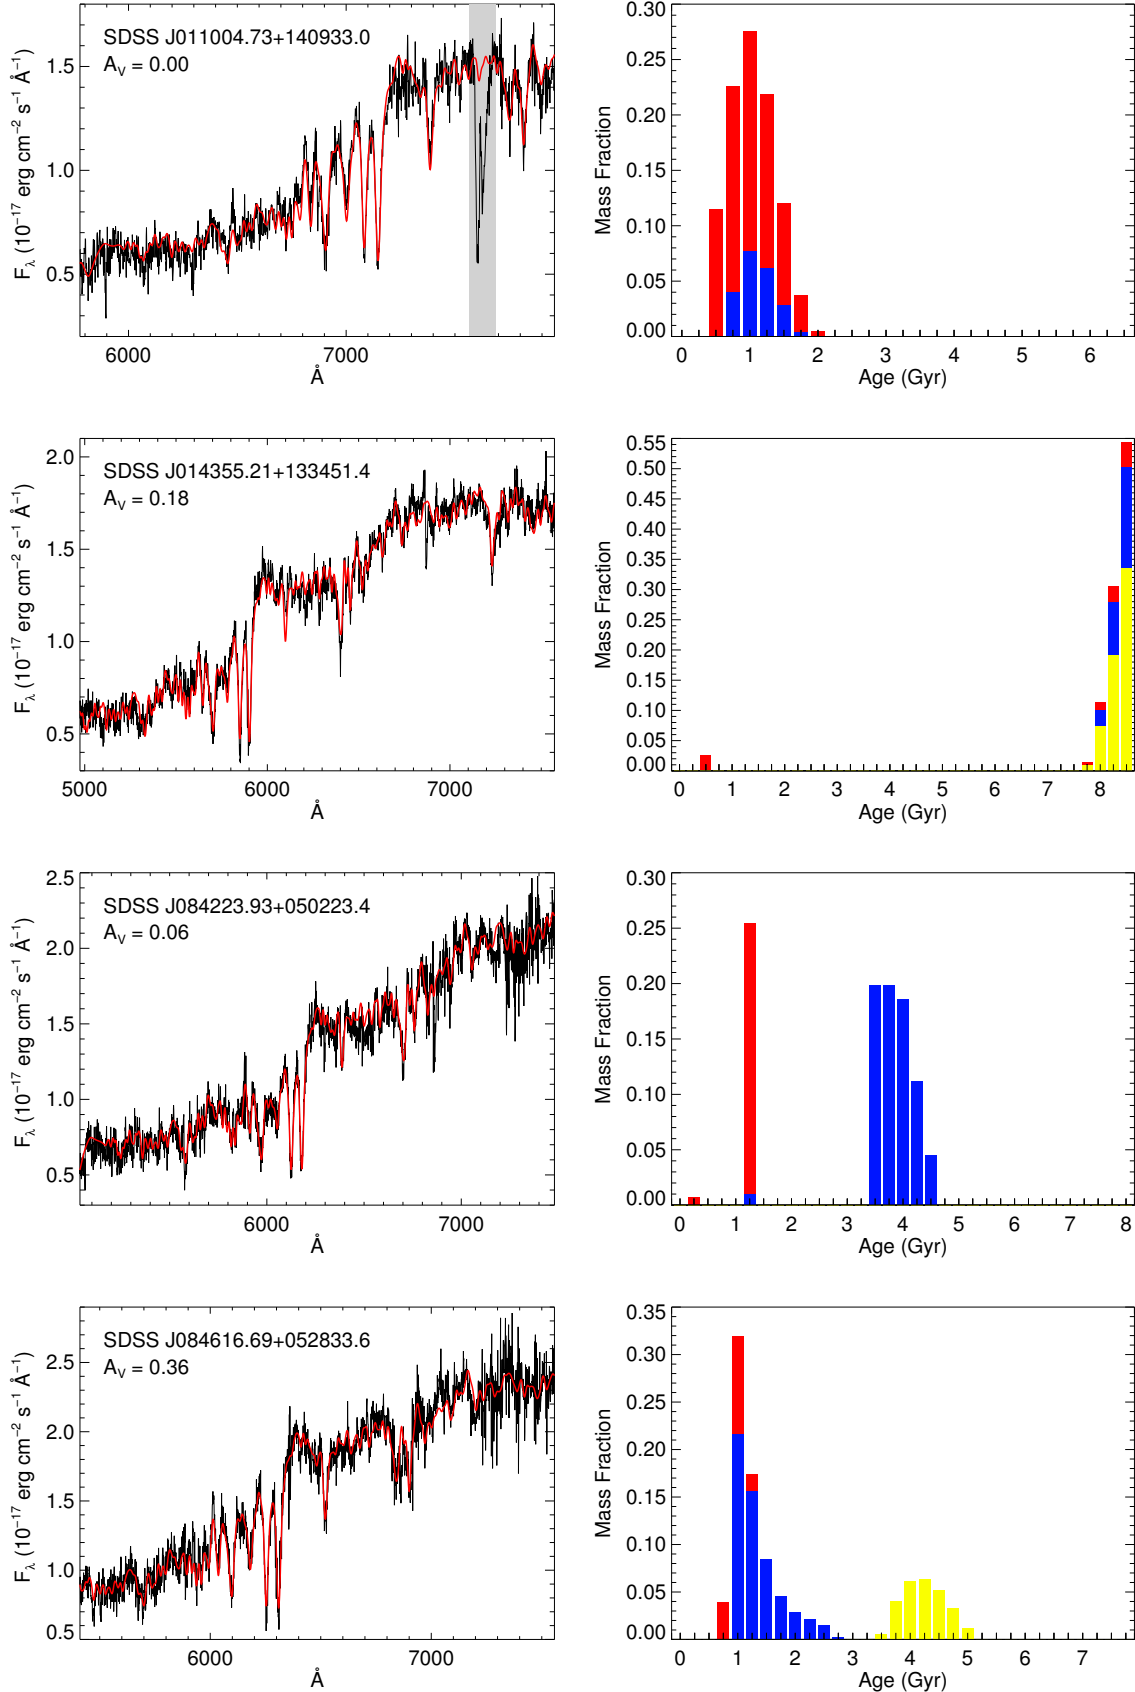 SDSS J011004.73+140933.0
A_V = 0.00
F_λ (10⁻¹⁷ erg cm⁻² s⁻¹ Å⁻¹)
1.5
1.0
0.5
6000 7000
Å
Mass Fraction
0.30
0.25
0.20
0.15
0.10
0.05
0.00
0 1 2 3 4 5 6
Age (Gyr)
SDSS J014355.21+133451.4
A_V = 0.18
F_λ (10⁻¹⁷ erg cm⁻² s⁻¹ Å⁻¹)
2.0
1.5
1.0
0.5
5000 6000 7000
Å
Mass Fraction
0.55
0.50
0.45
0.40
0.35
0.30
0.25
0.20
0.15
0.10
0.05
0.00
0 1 2 3 4 5 6 7 8
Age (Gyr)
SDSS J084223.93+050223.4
A_V = 0.06
F_λ (10⁻¹⁷ erg cm⁻² s⁻¹ Å⁻¹)
2.5
2.0
1.5
1.0
0.5
6000 7000
Å
Mass Fraction
0.30
0.25
0.20
0.15
0.10
0.05
0.00
0 1 2 3 4 5 6 7 8
Age (Gyr)
SDSS J084616.69+052833.6
A_V = 0.36
F_λ (10⁻¹⁷ erg cm⁻² s⁻¹ Å⁻¹)
2.5
2.0
1.5
1.0
0.5
6000 7000
Å
Mass Fraction
0.35
0.30
0.25
0.20
0.15
0.10
0.05
0.00
0 1 2 3 4 5 6 7
Age (Gyr)